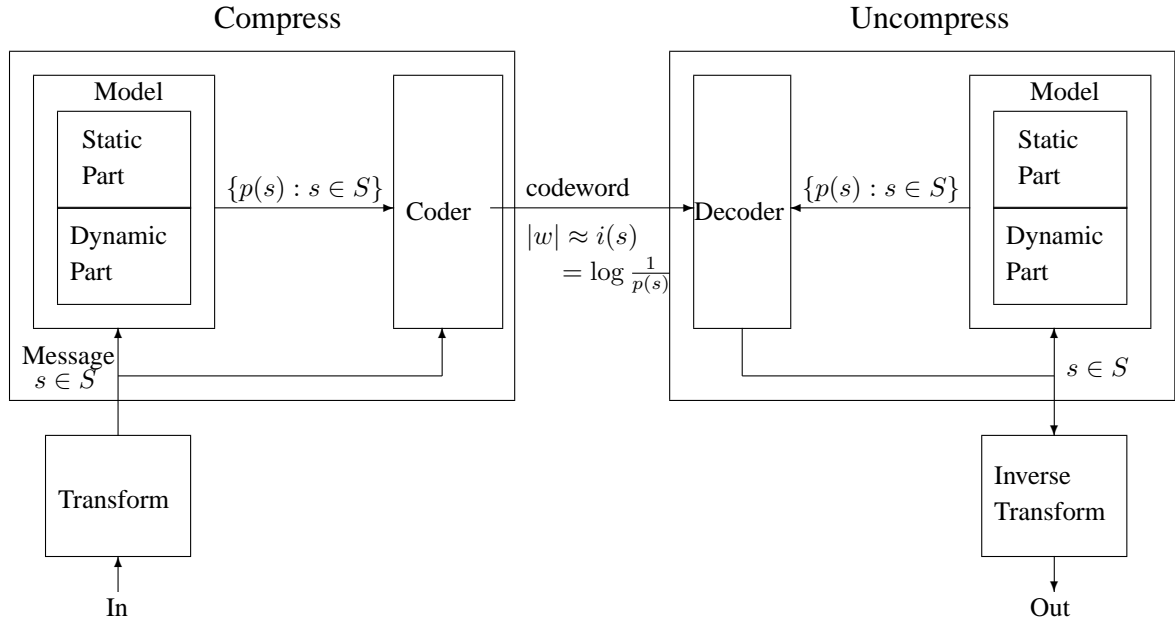 Compress
Uncompress
Model
Static
Part
Dynamic
Part
{p(s) : s ∈ S}
Coder
codeword
|w| ≈ i(s)
= log 1/p(s)
Decoder
{p(s) : s ∈ S}
Model
Static
Part
Dynamic
Part
Message
s ∈ S
s ∈ S
Transform
Inverse
Transform
In
Out